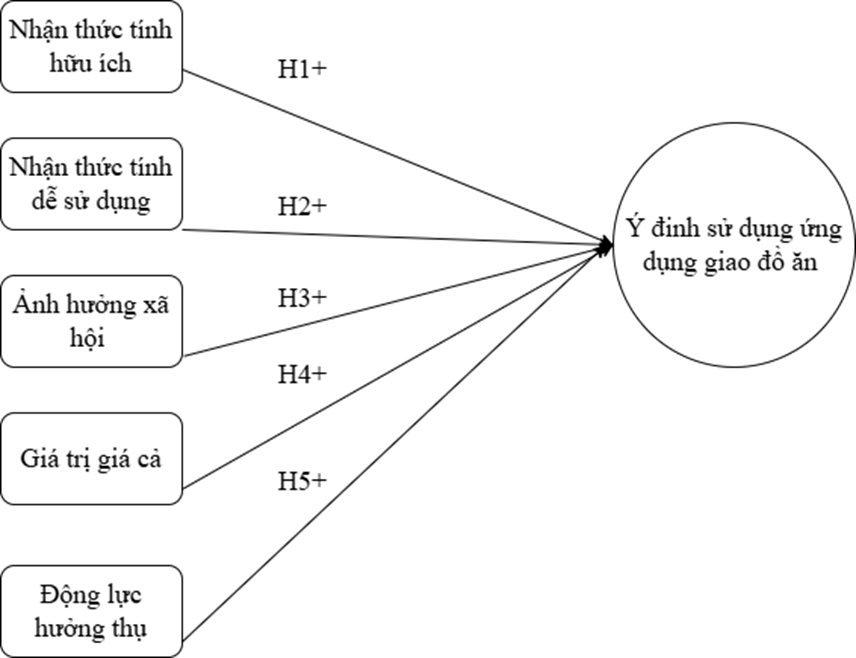 Nhận thức tính
hữu ích
H1+
Nhận thức tính
dễ sử dụng
H2+
Ý đinh sử dụng ứng
dụng giao đồ ăn
Ảnh hưởng xã
hội
H3+
H4+
Giá trị giá cả
H5+
Động lực
hưởng thụ